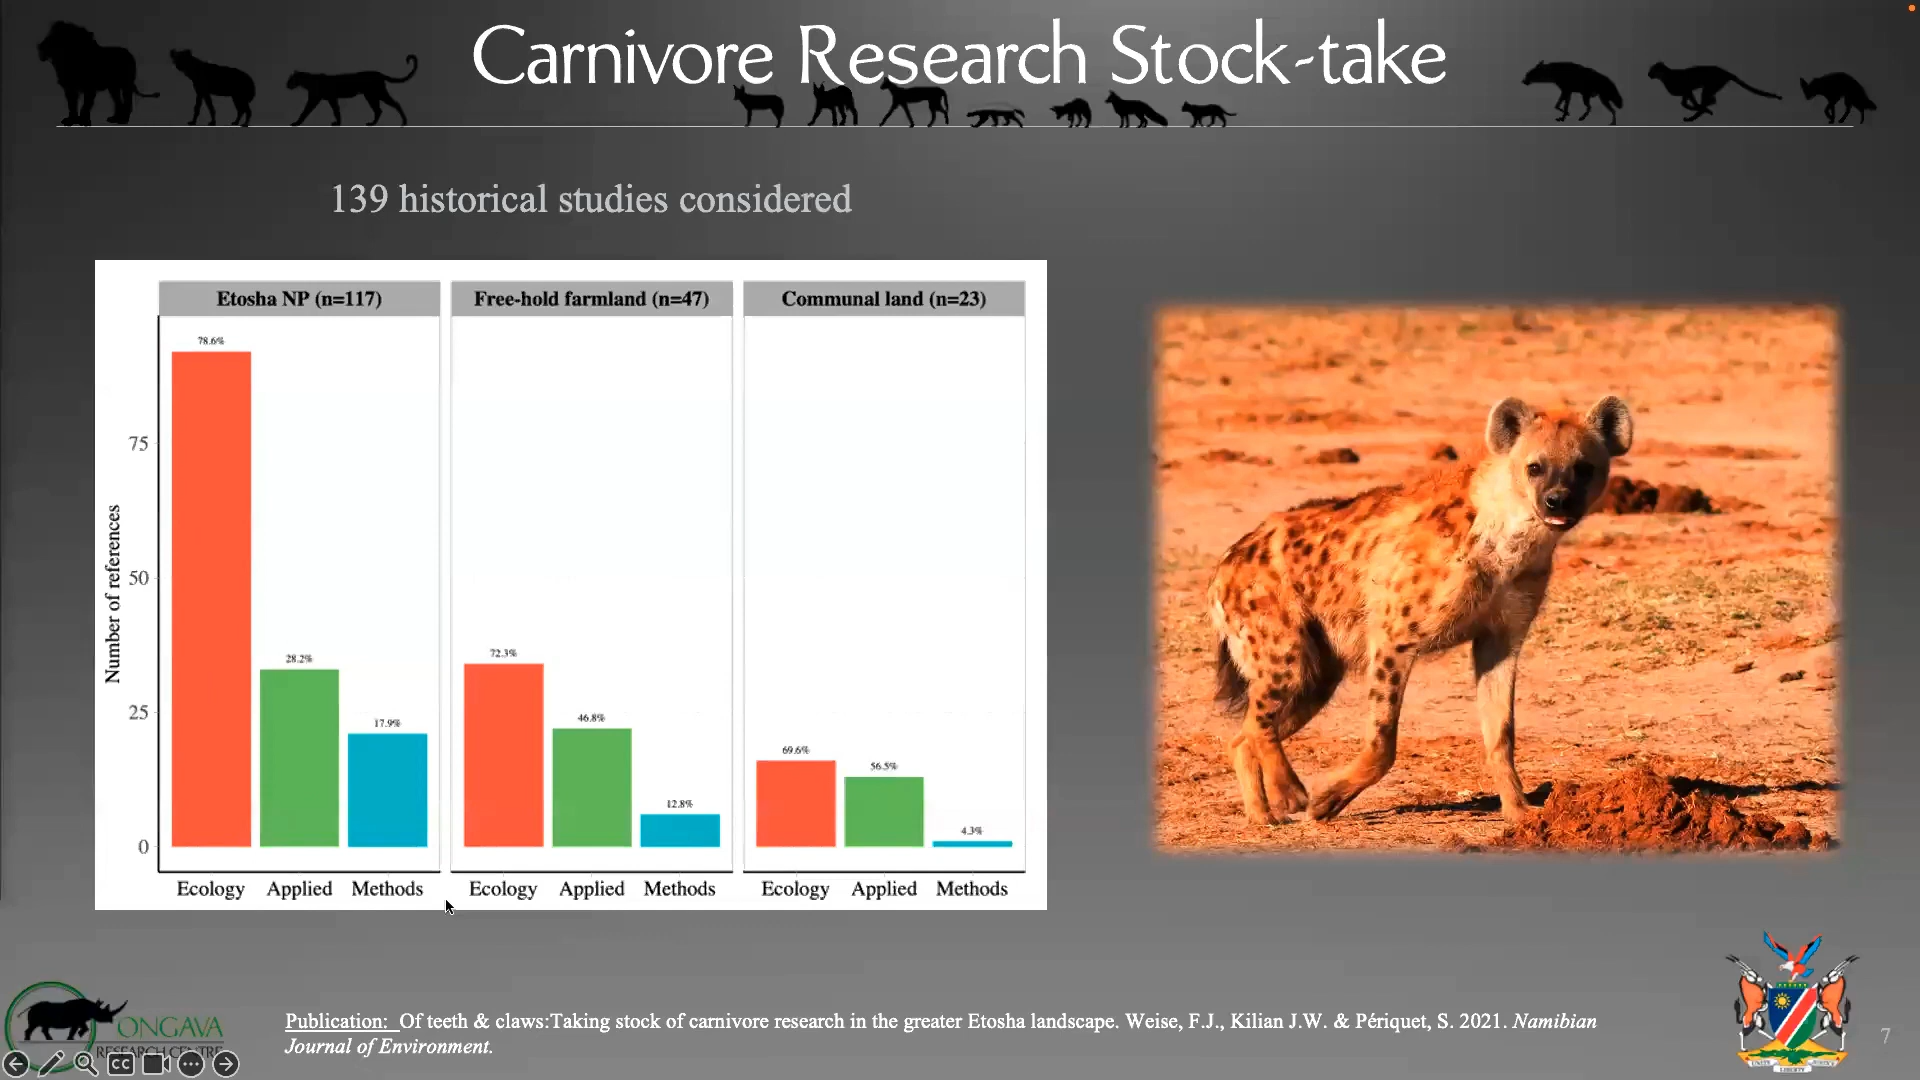 Carnivore Research Stock-take
139 historical studies considered
Etosha NP (n=117)
Free-hold farmland (n=47)
Communal land (n=23)
Number of references
75
50
25
0
78.6%
28.2%
17.9%
72.3%
46.8%
12.8%
69.6%
56.5%
4.3%
Ecology Applied Methods
Ecology Applied Methods
Ecology Applied Methods
Publication: Of teeth & claws:Taking stock of carnivore research in the greater Etosha landscape. Weise, F.J., Kilian J.W. & Périquet, S. 2021. Namibian
Journal of Environment.
ONGAVA
RESEARCH CENTRE
CC
7